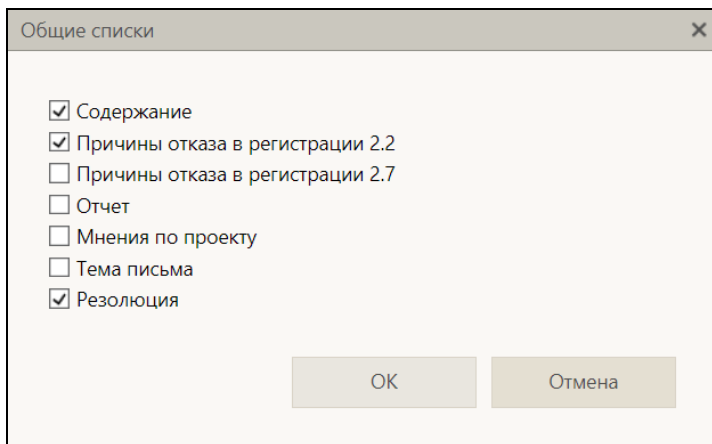 Общие списки
Содержание
Причины отказа в регистрации 2.2
Причины отказа в регистрации 2.7
Отчет
Мнения по проекту
Тема письма
Резолюция
ОК Отмена